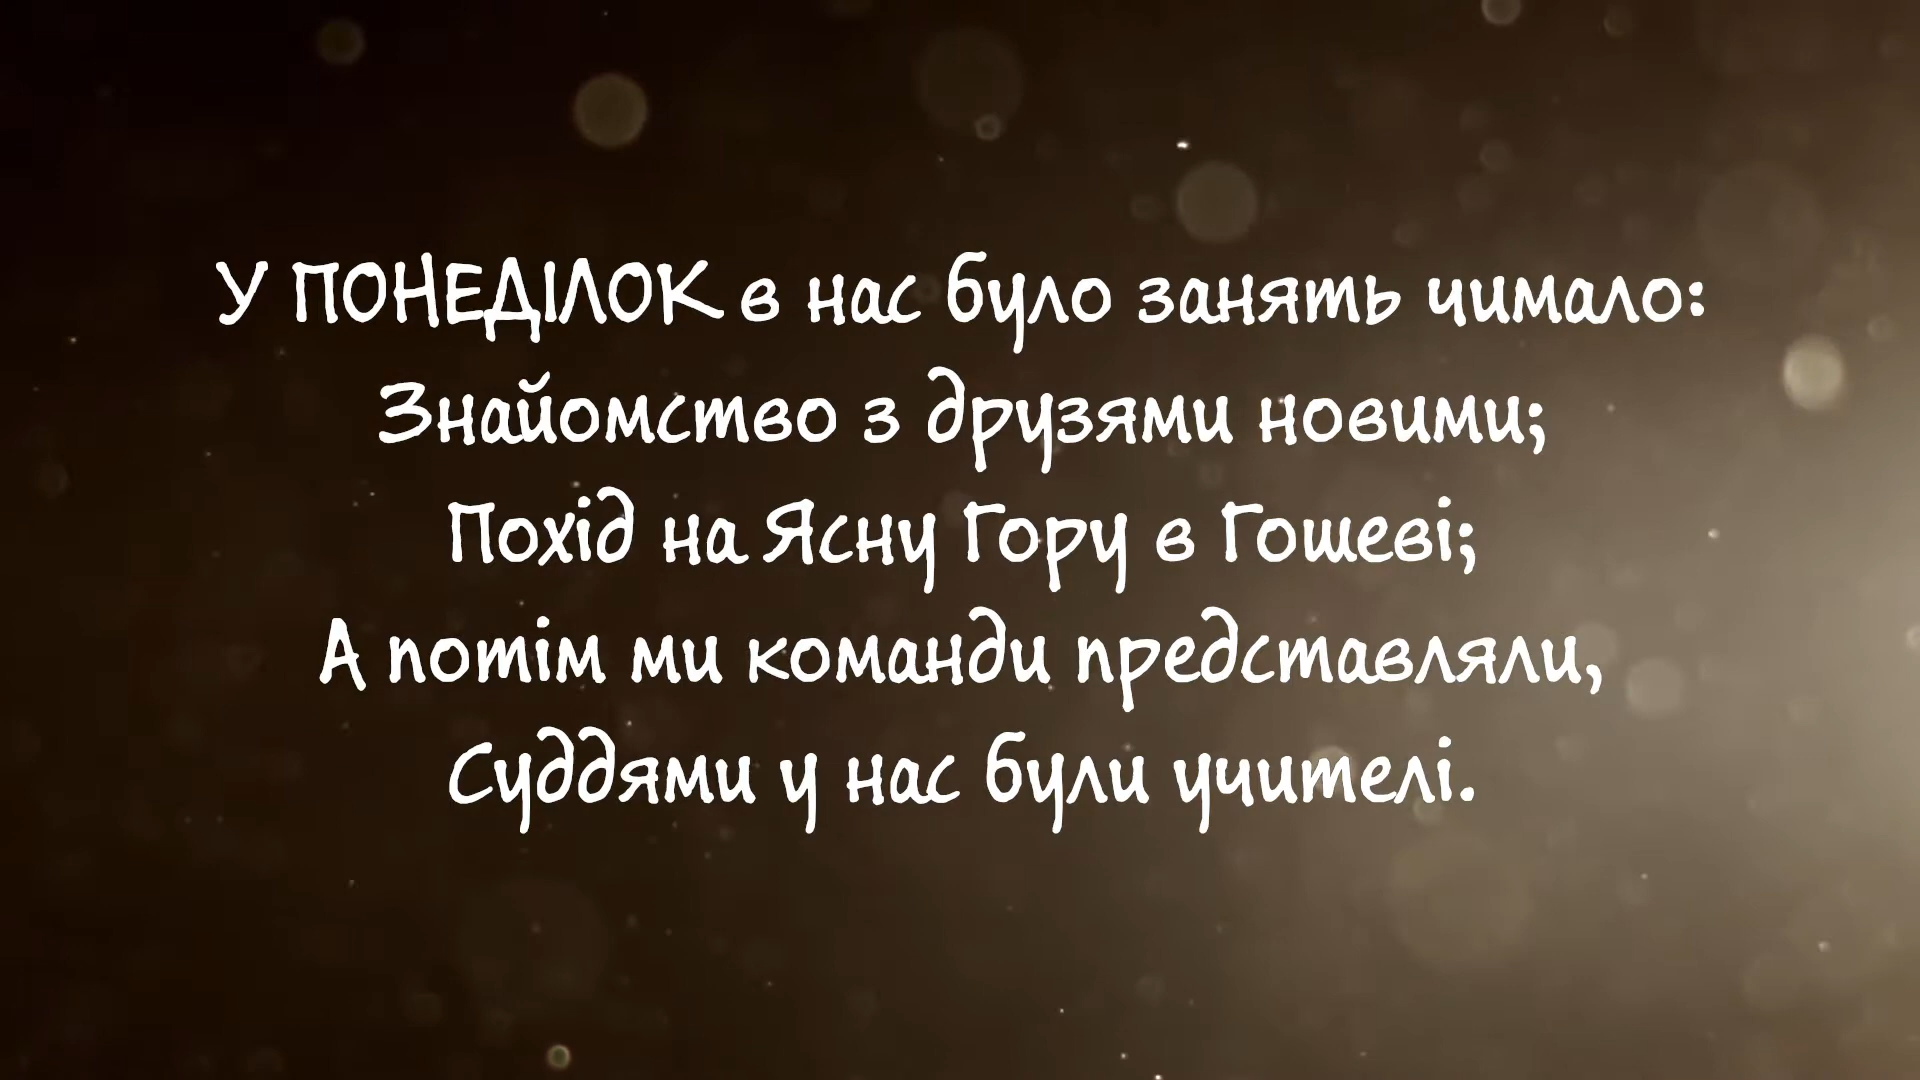 У ПОНЕДІЛОК в нас було занять чимало:
Знайомство з друзями новими;
Похід на Ясну Гору в Гошеві;
А потім ми команди представляли,
Суддями у нас були учителі.